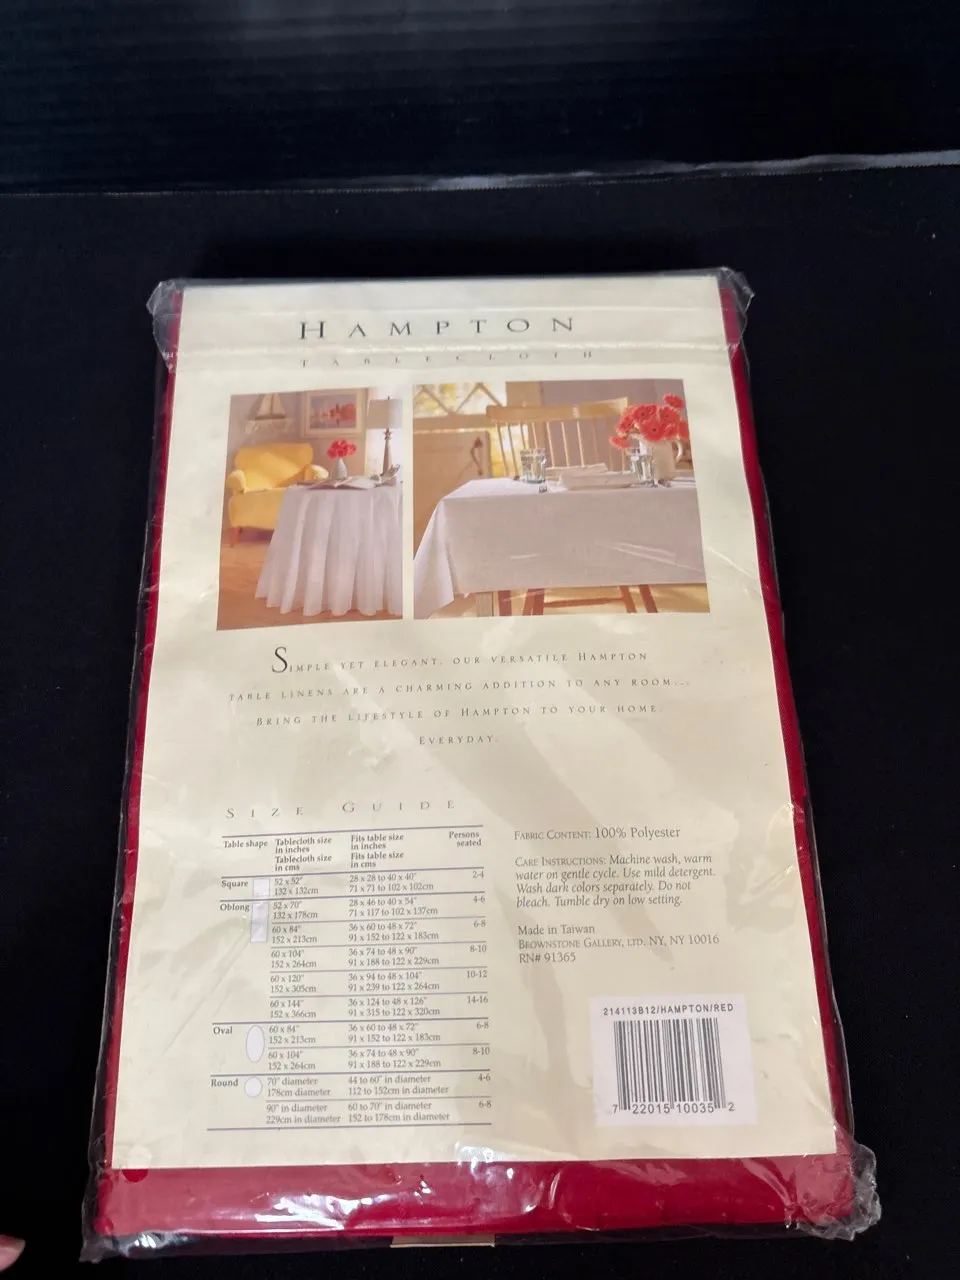 HAMPTON
TABLECLOTH
SIMPLE YET ELEGANT, OUR VERSATILE HAMPTON
TABLE LINENS ARE A CHARMING ADDITION TO ANY ROOM...
BRING THE LIFESTYLE OF HAMPTON TO YOUR HOME.
EVERYDAY.
SIZE GUIDE
Table shape Tablecloth size in inches Tablecloth size in cms Fits table size in inches Fits table size in cms Persons seated
Square 52 x 52" 28 x 28 to 40 x 40" 2-4
132 x 132cm 71 x 71 to 102 x 102cm
Oblong 52 x 70" 28 x 46 to 40 x 54" 4-6
132 x 178cm 71 x 117 to 102 x 137cm
60 x 84" 36 x 60 to 48 x 72" 6-8
152 x 213cm 91 x 152 to 122 x 183cm
60 x 104" 36 x 74 to 48 x 90" 8-10
152 x 264cm 91 x 188 to 122 x 229cm
60 x 120" 36 x 94 to 48 x 104" 10-12
152 x 305cm 91 x 239 to 122 x 264cm
60 x 144" 36 x 124 to 48 x 126" 14-16
152 x 366cm 91 x 315 to 122 x 320cm
Oval 60 x 84" 36 x 60 to 48 x 72" 6-8
152 x 213cm 91 x 152 to 122 x 183cm
60 x 104" 36 x 74 to 48 x 90" 8-10
152 x 264cm 91 x 188 to 122 x 229cm
Round 70" diameter 44 to 60" in diameter 4-6
178cm diameter 112 to 152cm in diameter
90" in diameter 60 to 70" in diameter 6-8
229cm in diameter 152 to 178cm in diameter
FABRIC CONTENT: 100% Polyester
CARE INSTRUCTIONS: Machine wash, warm
water on gentle cycle. Use mild detergent.
Wash dark colors separately. Do not
bleach. Tumble dry on low setting.
Made in Taiwan
BROWNSTONE GALLERY, LTD. NY, NY 10016
RN# 91365
214113B12/HAMPTON/RED
7 22015 10035 2